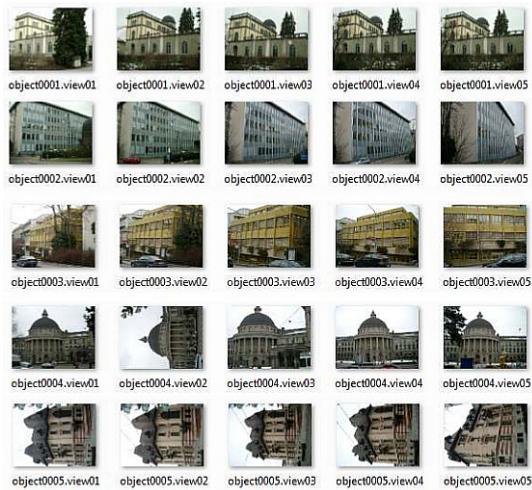 object0001.view01 object0001.view02 object0001.view03 object0001.view04 object0001.view05
object0002.view01 object0002.view02 object0002.view03 object0002.view04 object0002.view05
object0003.view01 object0003.view02 object0003.view03 object0003.view04 object0003.view05
object0004.view01 object0004.view02 object0004.view03 object0004.view04 object0004.view05
object0005.view01 object0005.view02 object0005.view03 object0005.view04 object0005.view05